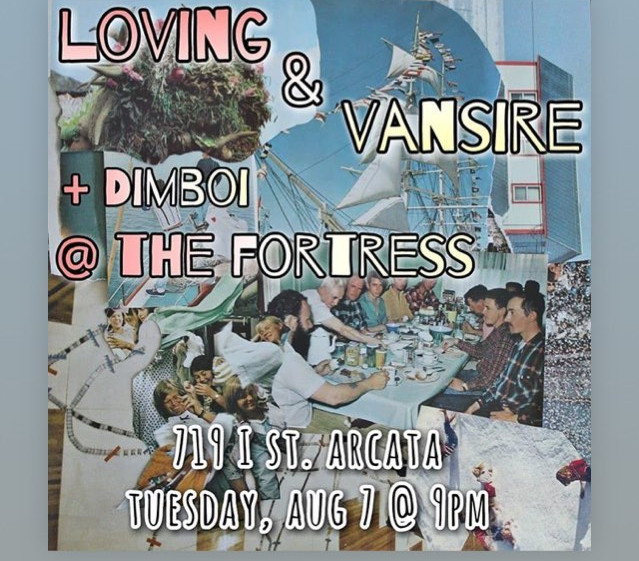 LOVING
&
VANSIRE
+ DIMBOI
@ THE FORTRESS
719 I ST. ARCATA
TUESDAY, AUG 7 @ 9PM